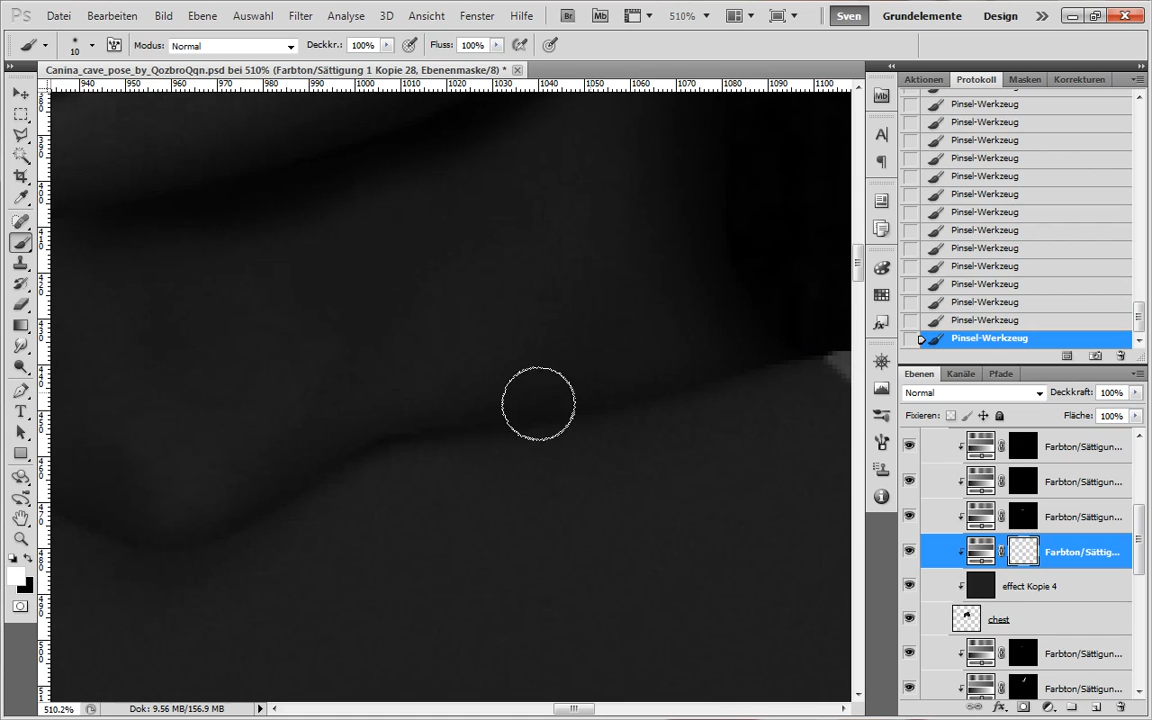 Ps Datei Bearbeiten Bild Ebene Auswahl Filter Analyse 3D Ansicht Fenster Hilfe Br Mb 510% Sven Grundelemente Design
10 Modus: Normal Deckkr.: 100% Fluss: 100%
Canina_cave_pose_by_QozbroQqn.psd bei 510% (Farbton/Sättigung 1 Kopie 28, Ebenenmaske/8) *
Aktionen Protokoll Masken Korrekturen
940 950 960 970 980 990 1000 1010 1020 1030 1040 1050 1060 1070 1080 1090 1100
Pinsel-Werkzeug
Pinsel-Werkzeug
Pinsel-Werkzeug
Pinsel-Werkzeug
Pinsel-Werkzeug
Pinsel-Werkzeug
Pinsel-Werkzeug
Pinsel-Werkzeug
Pinsel-Werkzeug
Pinsel-Werkzeug
Pinsel-Werkzeug
Pinsel-Werkzeug
Pinsel-Werkzeug
Pinsel-Werkzeug
Ebenen Kanäle Pfade
Normal Deckkraft: 100%
Fixieren: Fläche: 100%
Farbton/Sättigun...
Farbton/Sättigun...
Farbton/Sättigun...
Farbton/Sättig...
effect Kopie 4
chest
Farbton/Sättigun...
Farbton/Sättigun...
510.2% Dok: 9.56 MB/156.9 MB